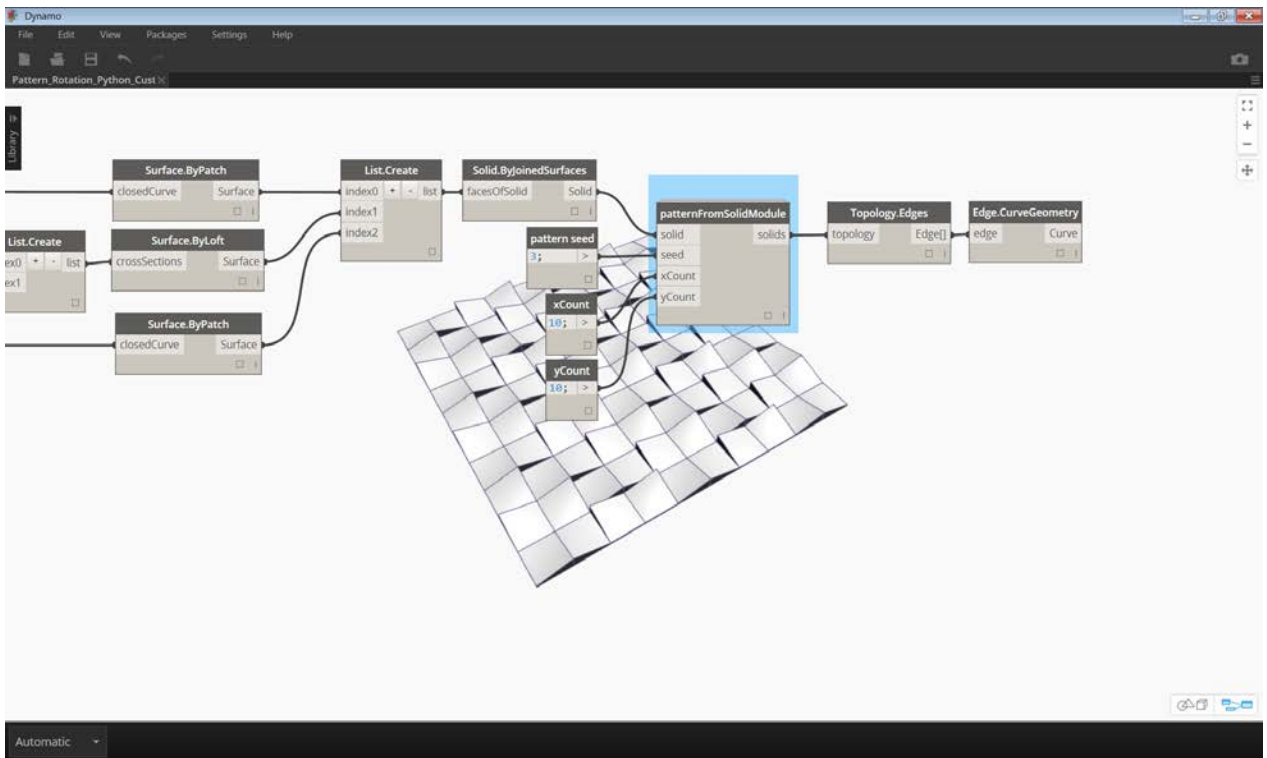 Dynamo
File Edit View Packages Settings Help
Pattern_Rotation_Python_Cust
Library
Surface.ByPatch
closedCurve Surface
List.Create
index0 + - list
index1
index2
Solid.ByJoinedSurfaces
facesOfSolid Solid
List.Create
ex0 + - list
ex1
Surface.ByLoft
crossSections Surface
Surface.ByPatch
closedCurve Surface
pattern seed
3; >
xCount
10; >
yCount
10; >
patternFromSolidModule
solid solids
seed
xCount
yCount
Topology.Edges
topology Edge[]
Edge.CurveGeometry
edge Curve
Automatic